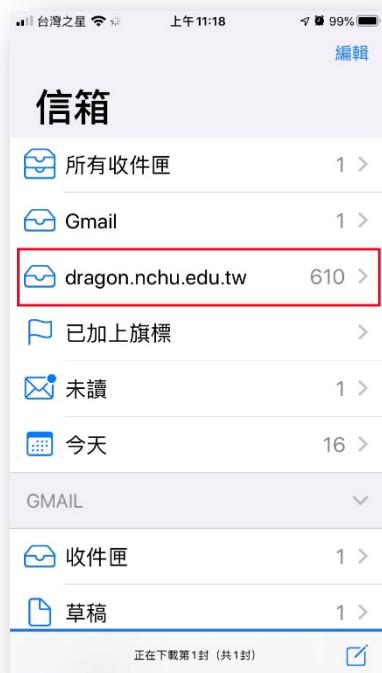 台灣之星 上午11:18 99%
編輯
信箱
所有收件匣 1
Gmail 1
dragon.nchu.edu.tw 610
已加上旗標
未讀 1
今天 16
GMAIL
收件匣 1
草稿 1
正在下載第1封（共1封）